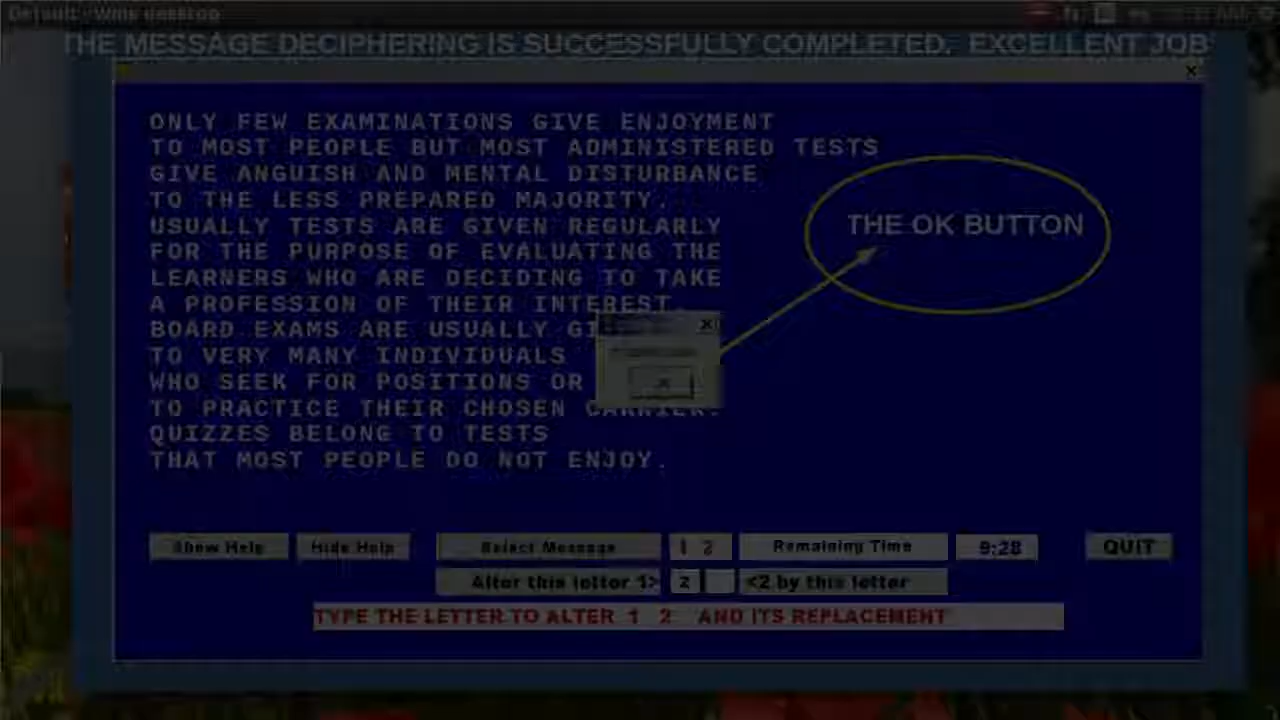 Default - Wine desktop
THE MESSAGE DECIPHERING IS SUCCESSFULLY COMPLETED. EXCELLENT JOB
ONLY FEW EXAMINATIONS GIVE ENJOYMENT
TO MOST PEOPLE BUT MOST ADMINISTERED TESTS
GIVE ANGUISH AND MENTAL DISTURBANCE
TO THE LESS PREPARED MAJORITY.
USUALLY TESTS ARE GIVEN REGULARLY
THE OK BUTTON
FOR THE PURPOSE OF EVALUATING THE
LEARNERS WHO ARE DECIDING TO TAKE
A PROFESSION OF THEIR INTEREST
BOARD EXAMS ARE USUALLY GI
TO VERY MANY INDIVIDUALS
WHO SEEK FOR POSITIONS OR
TO PRACTICE THEIR CHOSEN CARRIER.
QUIZZES BELONG TO TESTS
THAT MOST PEOPLE DO NOT ENJOY.
Show Help Hide Help Select Message 1 2 Remaining Time 9:28 QUIT
Alter this letter 1> 2 <2 by this letter
TYPE THE LETTER TO ALTER 1 2 AND ITS REPLACEMENT